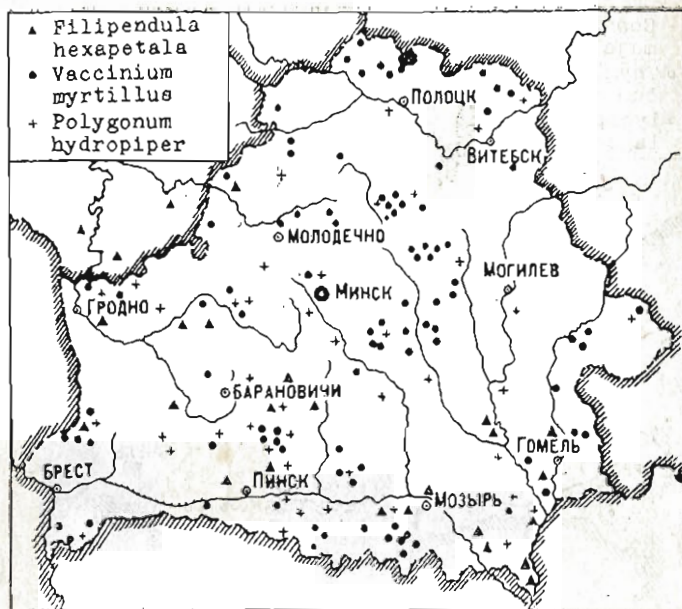 ▲ Filipendula
hexapetala
● Vaccinium
myrtillus
+ Polygonum
hydropiper
ПОЛОЦК
ВИТЕБСК
МОЛОДЕЧНО
МОГИЛЕВ
МИНСК
ГРОДНО
БАРАНОВИЧИ
ГОМЕЛЬ
БРЕСТ
ПИНСК
МОЗЫРЬ